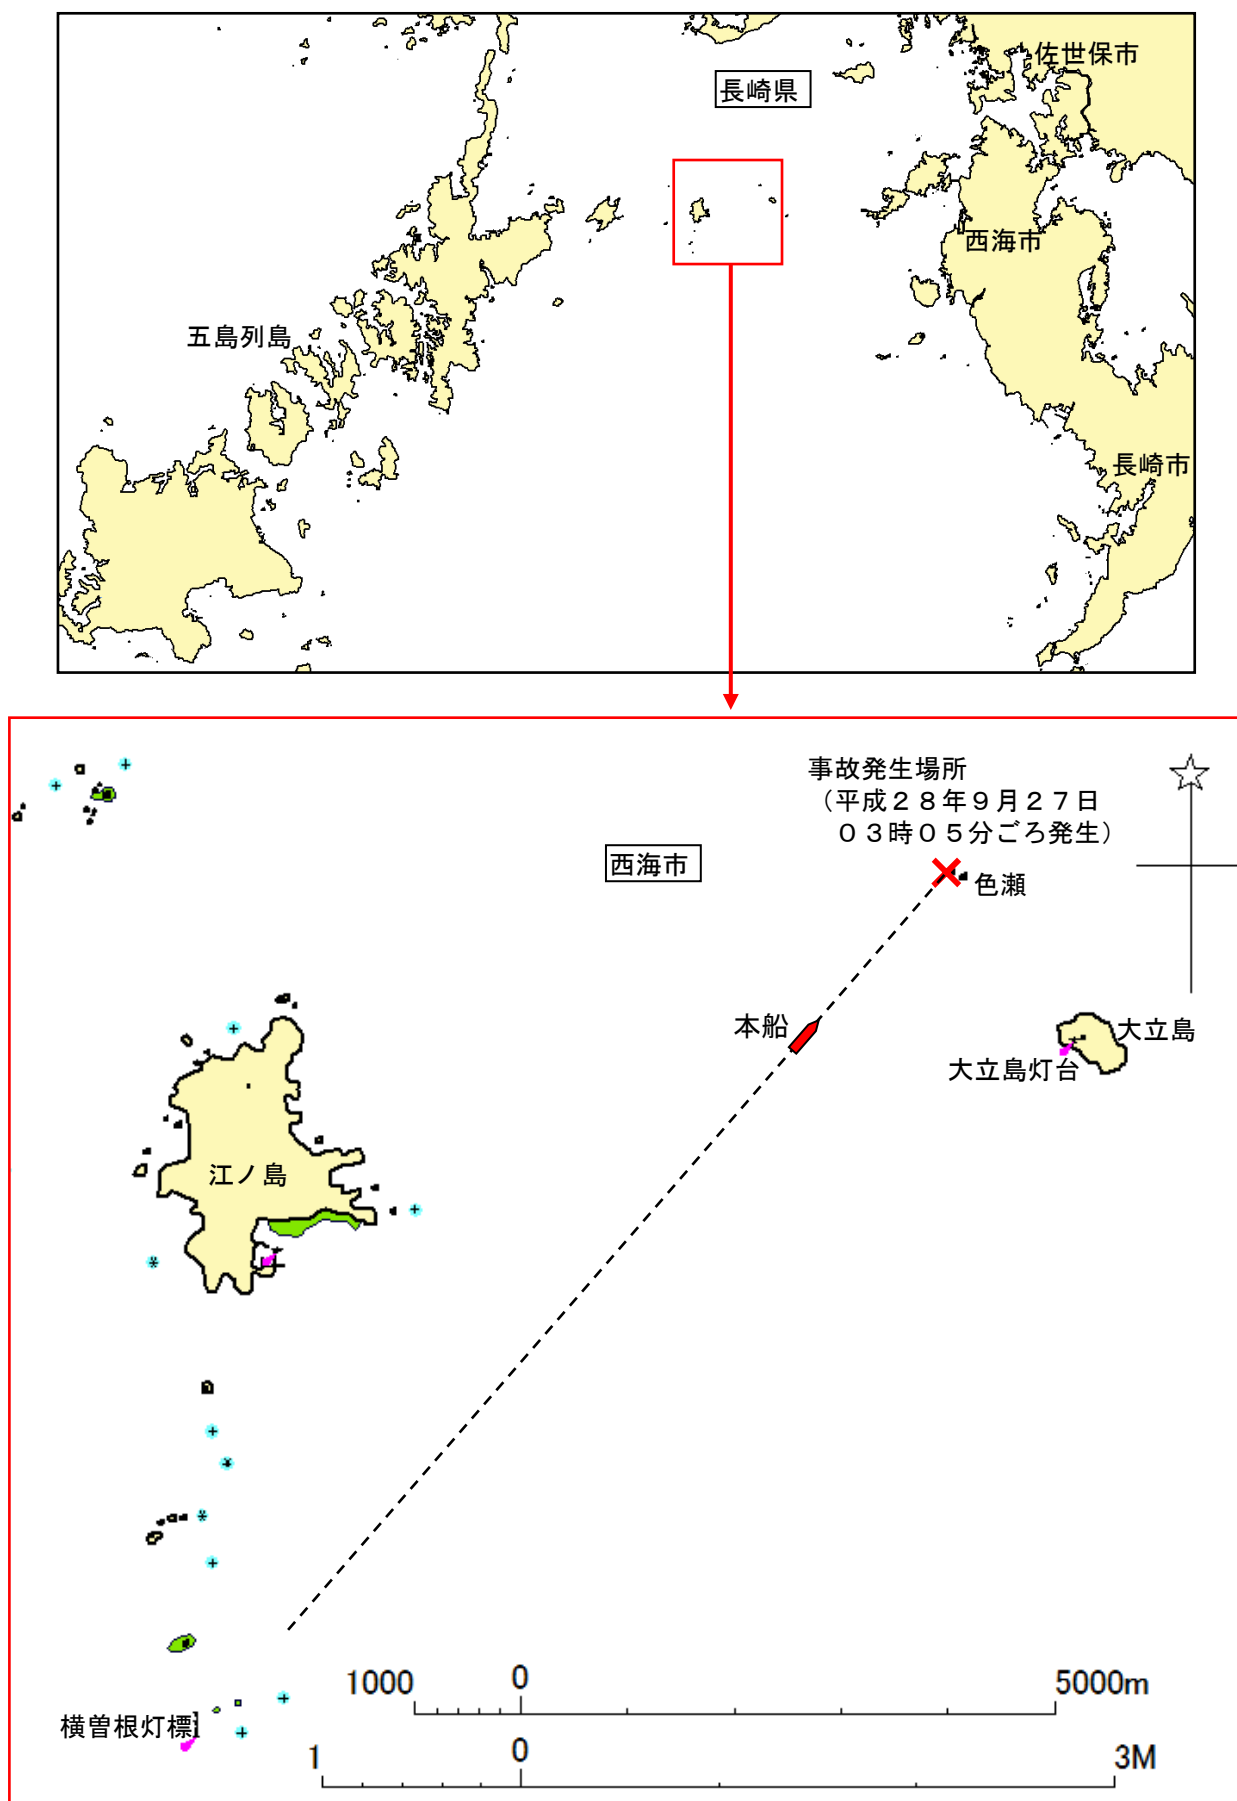 佐世保市
長崎県
西海市
五島列島
長崎市
事故発生場所
（平成２８年９月２７日
０３時０５分ごろ発生）
西海市
色瀬
本船
大立島
大立島灯台
江ノ島
1000 0 5000m
横曽根灯標
1 0 3M